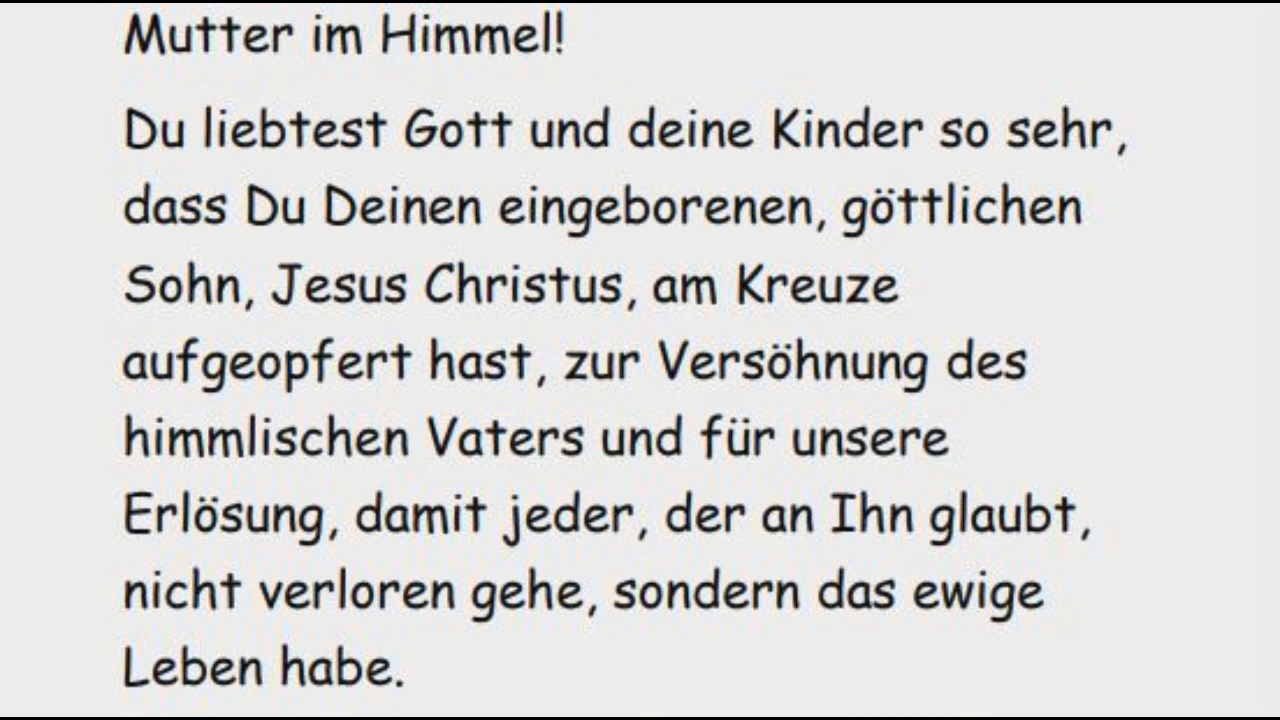 Mutter im Himmel!
Du liebtest Gott und deine Kinder so sehr,
dass Du Deinen eingeborenen, göttlichen
Sohn, Jesus Christus, am Kreuze
aufgeopfert hast, zur Versöhnung des
himmlischen Vaters und für unsere
Erlösung, damit jeder, der an Ihn glaubt,
nicht verloren gehe, sondern das ewige
Leben habe.